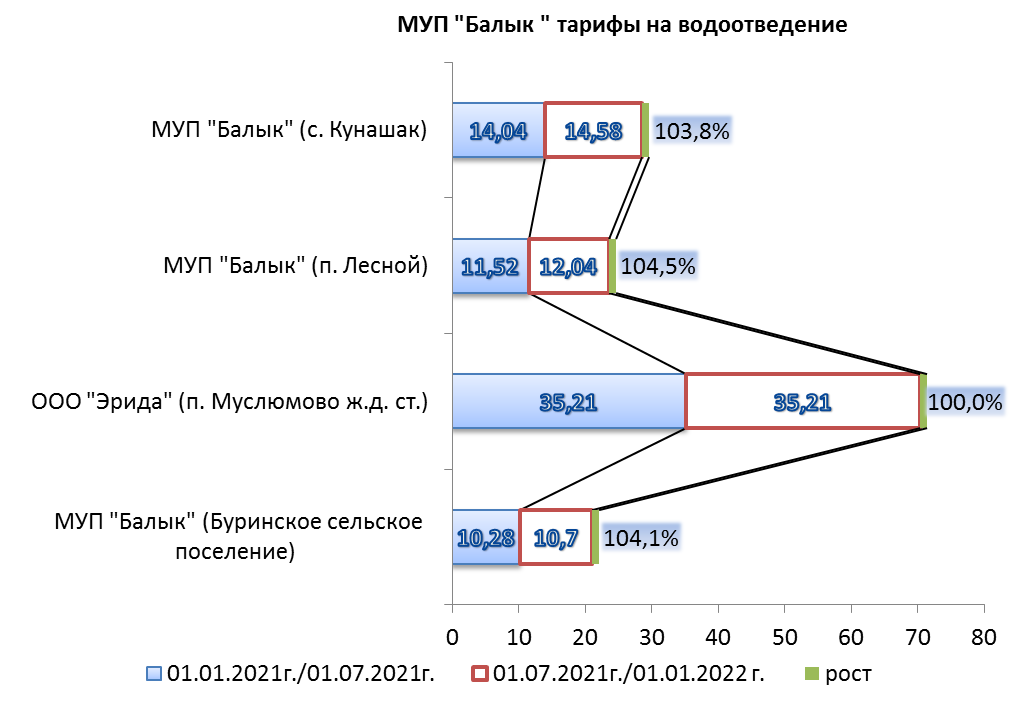 МУП "Балык " тарифы на водоотведение
МУП "Балык" (с. Кунашак)
14,04
14,58
103,8%
МУП "Балык" (п. Лесной)
11,52
12,04
104,5%
ООО "Эрида" (п. Муслюмово ж.д. ст.)
35,21
35,21
100,0%
МУП "Балык" (Буринское сельское
поселение)
10,28
10,7
104,1%
0 10 20 30 40 50 60 70 80
01.01.2021г./01.07.2021г. 01.07.2021г./01.01.2022 г. рост